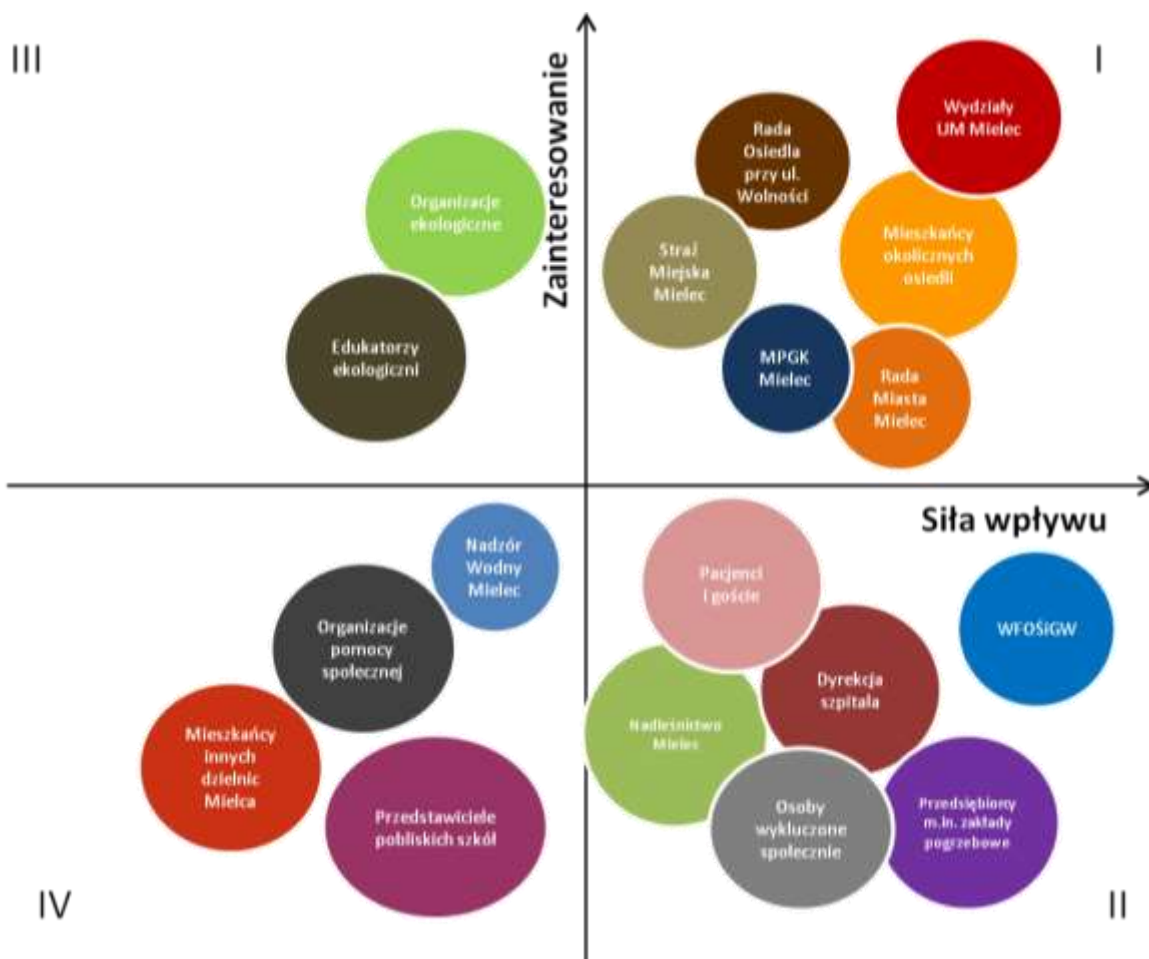 III
I
Zainteresowanie
Wydziały
UM Mielec
Rada
Osiedla
przy ul.
Wolności
Organizacje
ekologiczne
Mieszkańcy
okolicznych
osiedli
Straż
Miejska
Mielec
Edukatorzy
ekologiczni
MPGK
Mielec
Rada
Miasta
Mielec
Siła wpływu
Nadzór
Wodny
Mielec
Pacjenci
i goście
WFOŚiGW
Organizacje
pomocy
społecznej
Dyrekcja
szpitala
Nadleśnictwo
Mielec
Mieszkańcy
innych
dzielnic
Mielca
Przedstawiciele
pobliskich szkół
Osoby
wykluczone
społecznie
Przedsiębiorcy
m.in. zakłady
pogrzebowe
IV
II